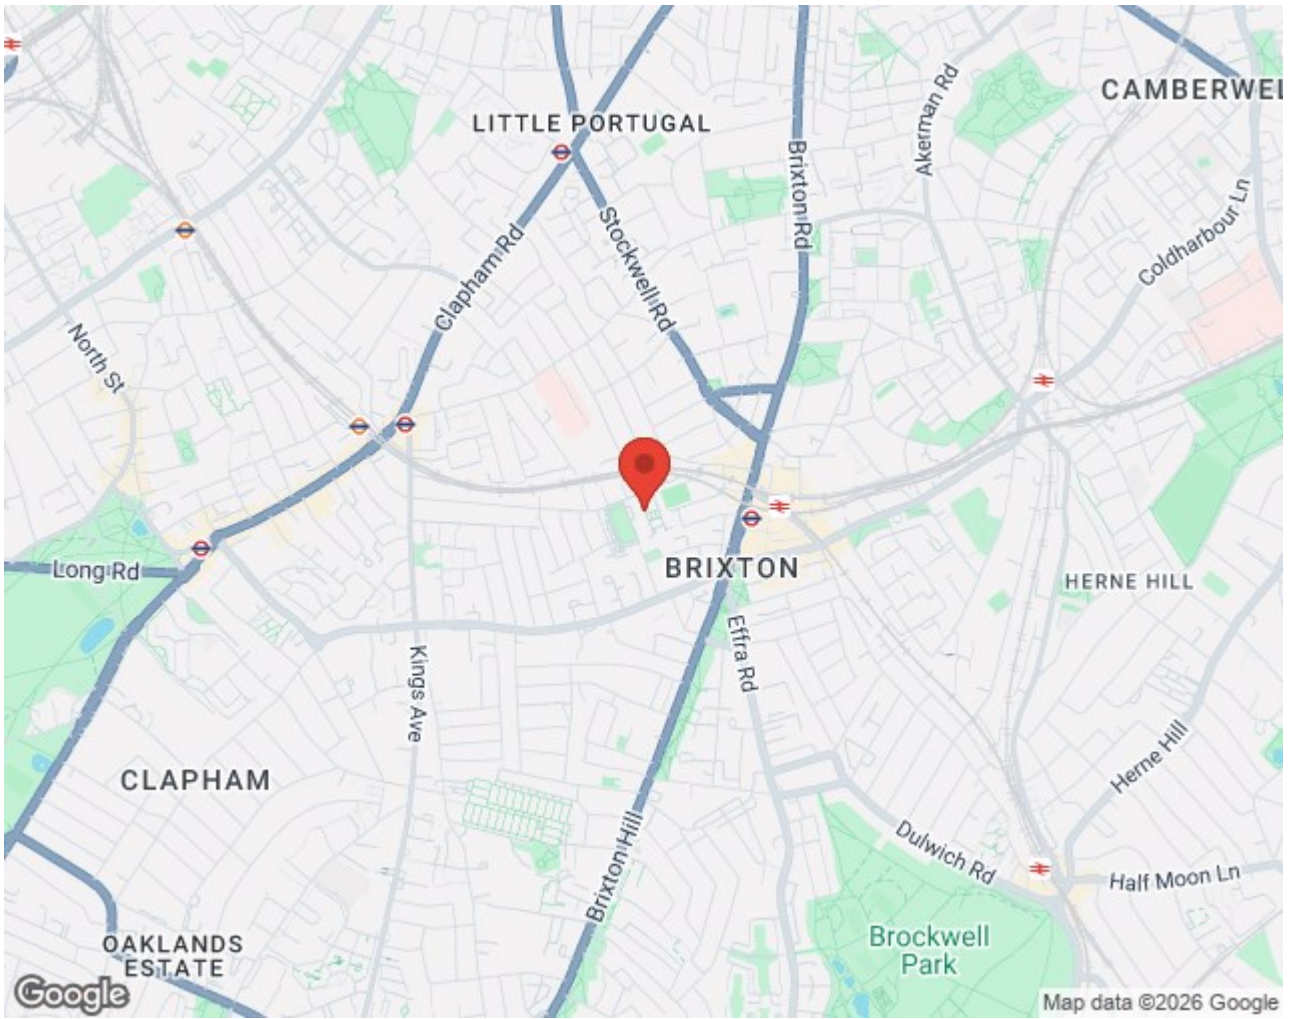 CAMBERWEL
LITTLE PORTUGAL
Akerman Rd
Brixton Rd
Coldharbour Ln
Stockwell Rd
Clapham Rd
North St
BRIXTON
Long Rd
HERNE HILL
Effra Rd
Kings Ave
Herne Hill
CLAPHAM
Brixton Hill
Dulwich Rd
Half Moon Ln
OAKLANDS
ESTATE
Brockwell
Park
Google
Map data ©2026 Google